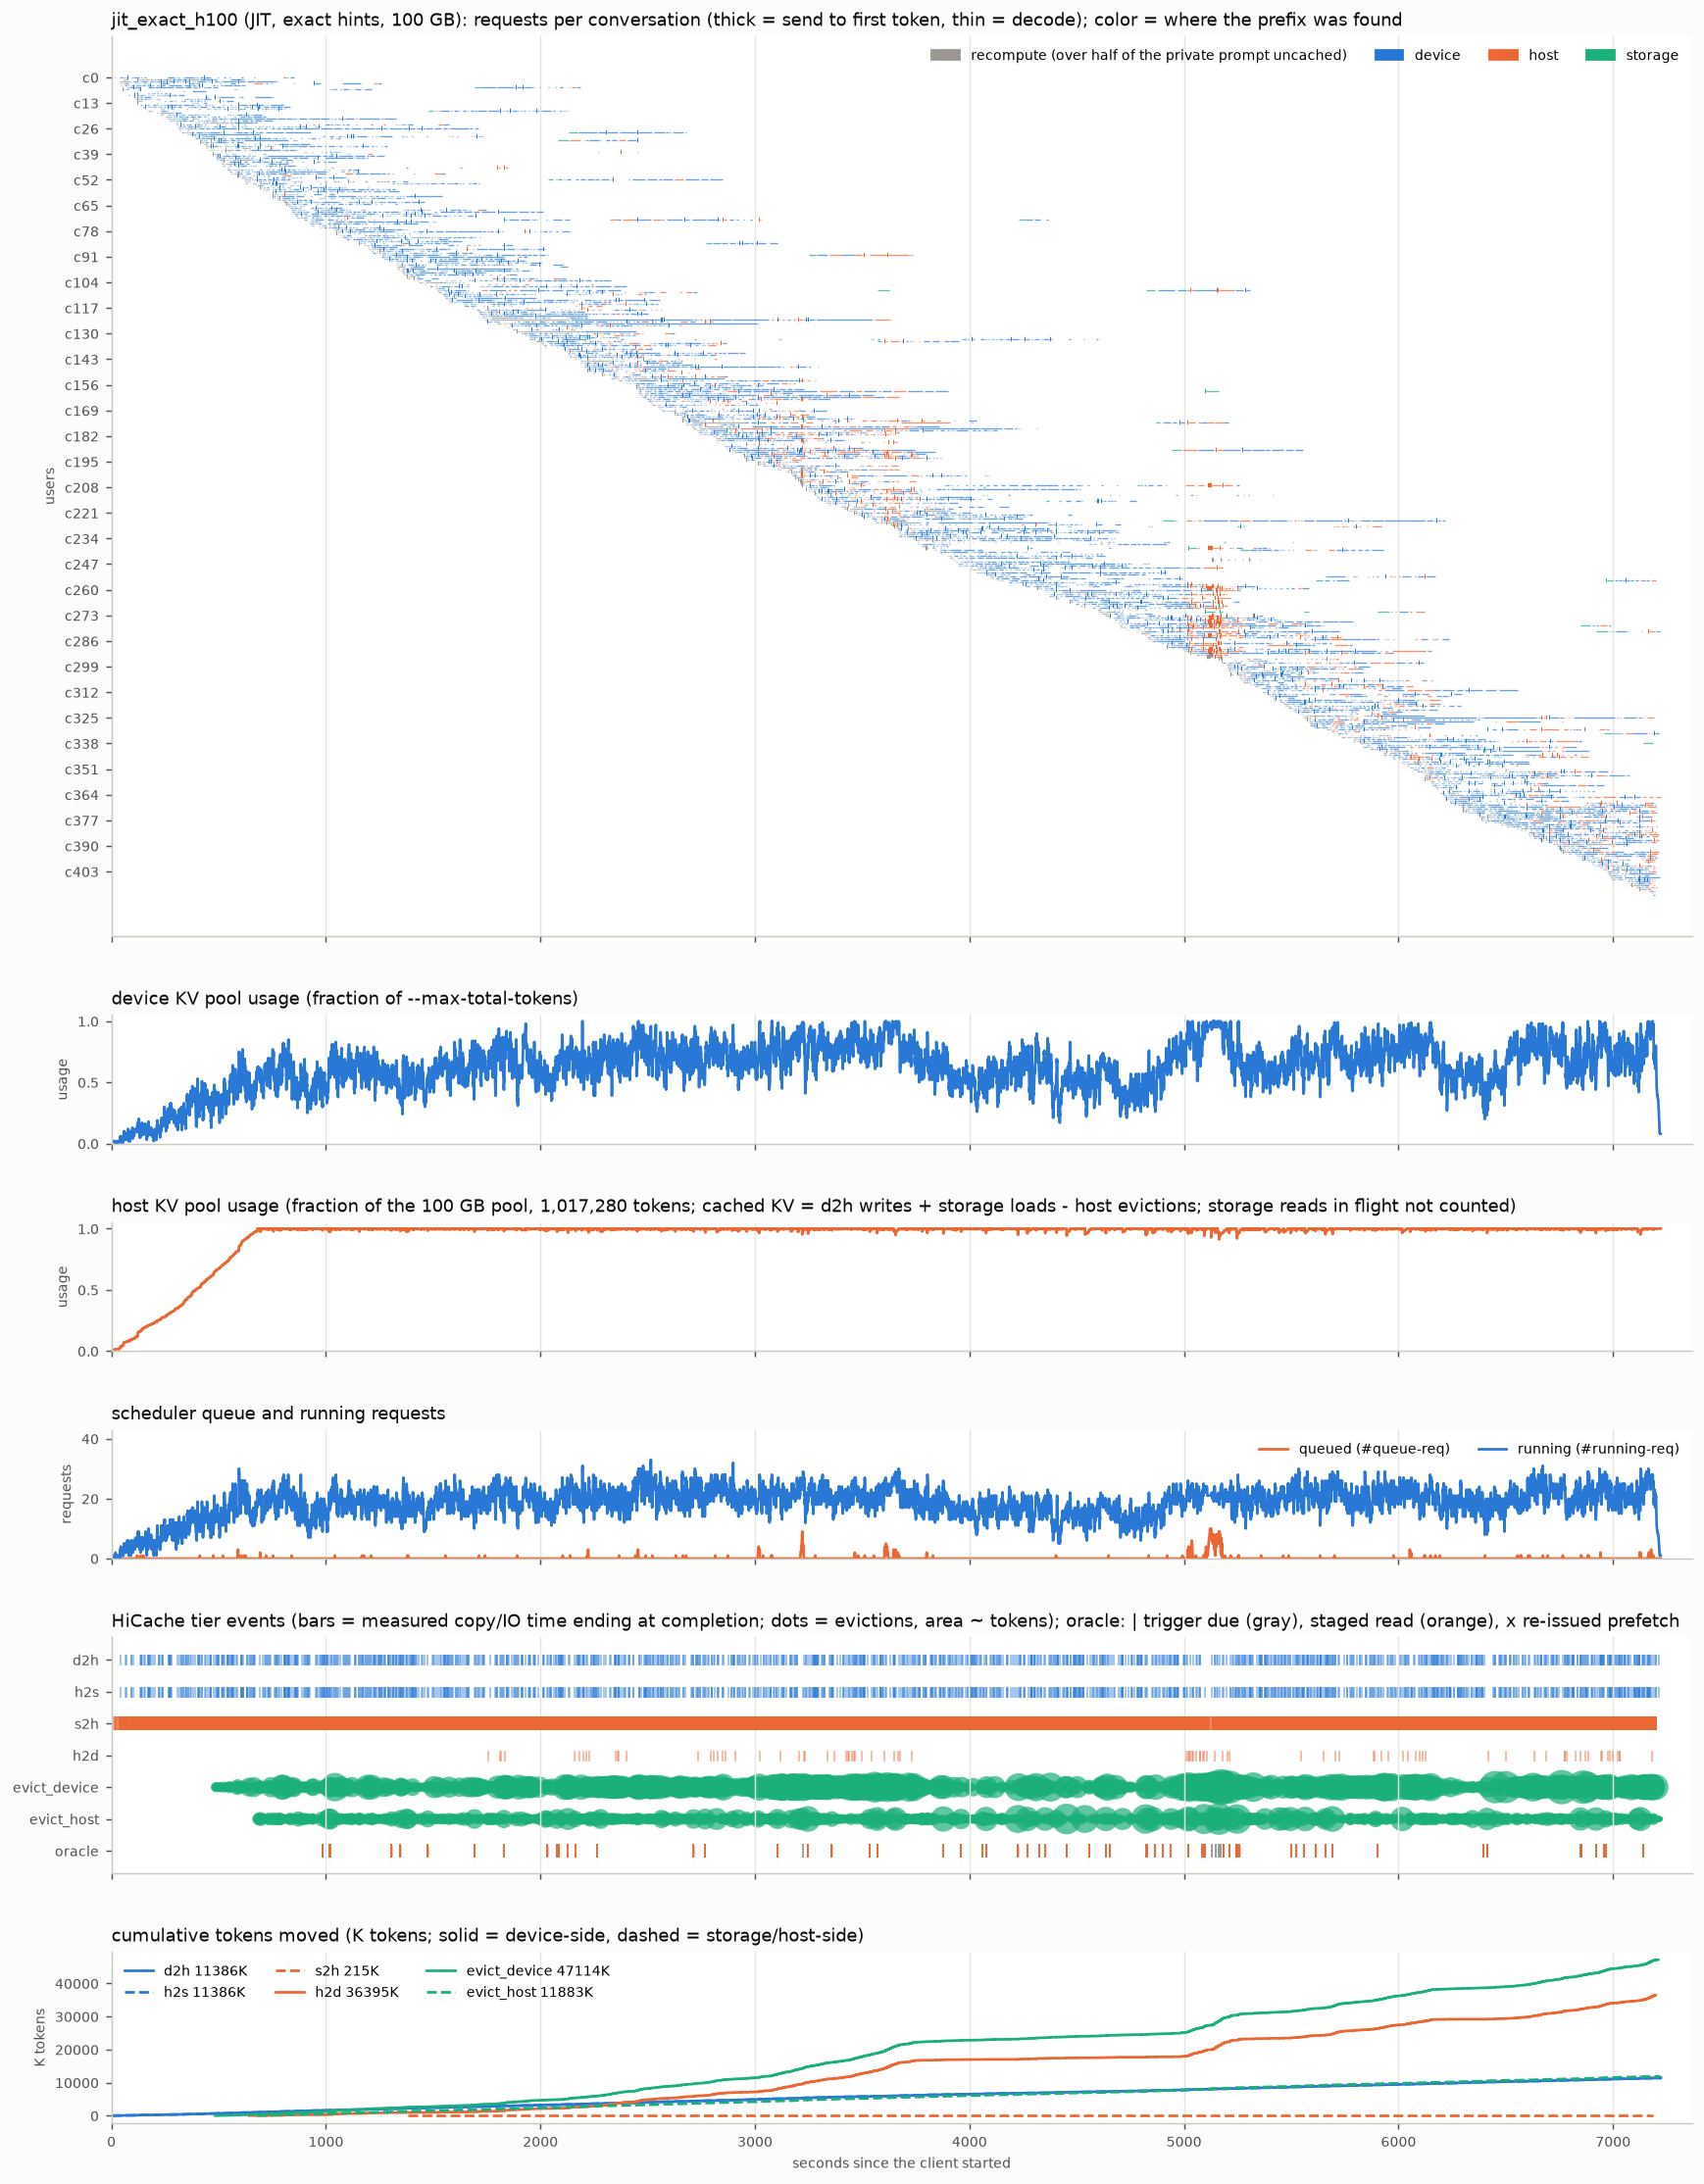 jit_exact_h100 (JIT, exact hints, 100 GB): requests per conversation (thick = send to first token, thin = decode); color = where the prefix was found
recompute (over half of the private prompt uncached)
device
host
storage
c0
c13
c26
c39
c52
c65
c78
c91
c104
c117
c130
c143
c156
c169
c182
c195
c208
c221
c234
c247
c260
c273
c286
c299
c312
c325
c338
c351
c364
c377
c390
c403
users
device KV pool usage (fraction of --max-total-tokens)
1.0
0.5
0.0
usage
host KV pool usage (fraction of the 100 GB pool, 1,017,280 tokens; cached KV = d2h writes + storage loads - host evictions; storage reads in flight not counted)
1.0
0.5
0.0
usage
scheduler queue and running requests
queued (#queue-req)
running (#running-req)
40
20
0
requests
HiCache tier events (bars = measured copy/IO time ending at completion; dots = evictions, area ~ tokens); oracle: | trigger due (gray), staged read (orange), x re-issued prefetch
d2h
h2s
s2h
h2d
evict_device
evict_host
oracle
cumulative tokens moved (K tokens; solid = device-side, dashed = storage/host-side)
d2h 11386K
h2s 11386K
s2h 215K
h2d 36395K
evict_device 47114K
evict_host 11883K
40000
30000
20000
10000
0
K tokens
0
1000
2000
3000
4000
5000
6000
7000
seconds since the client started